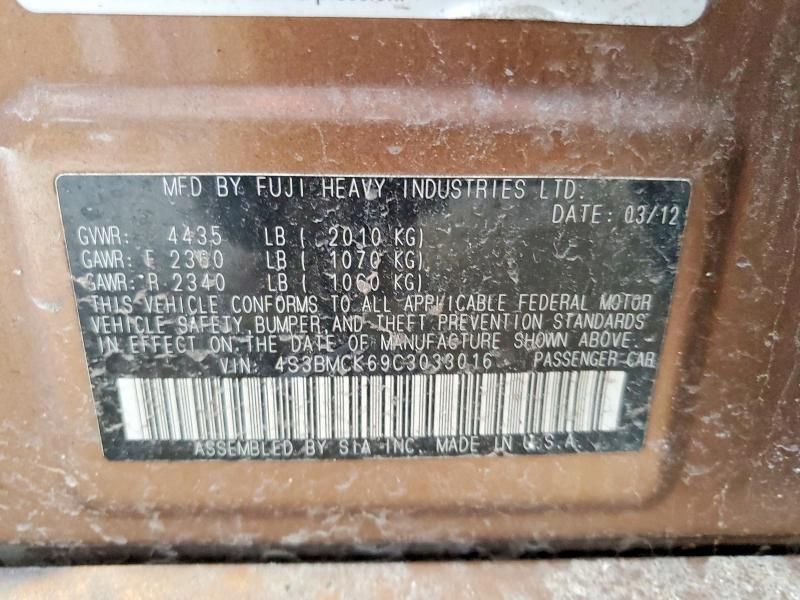 MFD BY FUJI HEAVY INDUSTRIES LTD.
DATE: 03/12
GVWR: 4435 LB ( 2010 KG)
GAWR: F 2360 LB ( 1070 KG)
GAWR: R 2340 LB ( 1060 KG)
THIS VEHICLE CONFORMS TO ALL APPLICABLE FEDERAL MOTOR
VEHICLE SAFETY, BUMPER, AND THEFT PREVENTION STANDARDS
IN EFFECT ON THE DATE OF MANUFACTURE SHOWN ABOVE.
VIN: 4S3BMCK69C3033016 PASSENGER CAR
ASSEMBLED BY SIA INC. MADE IN U.S.A.